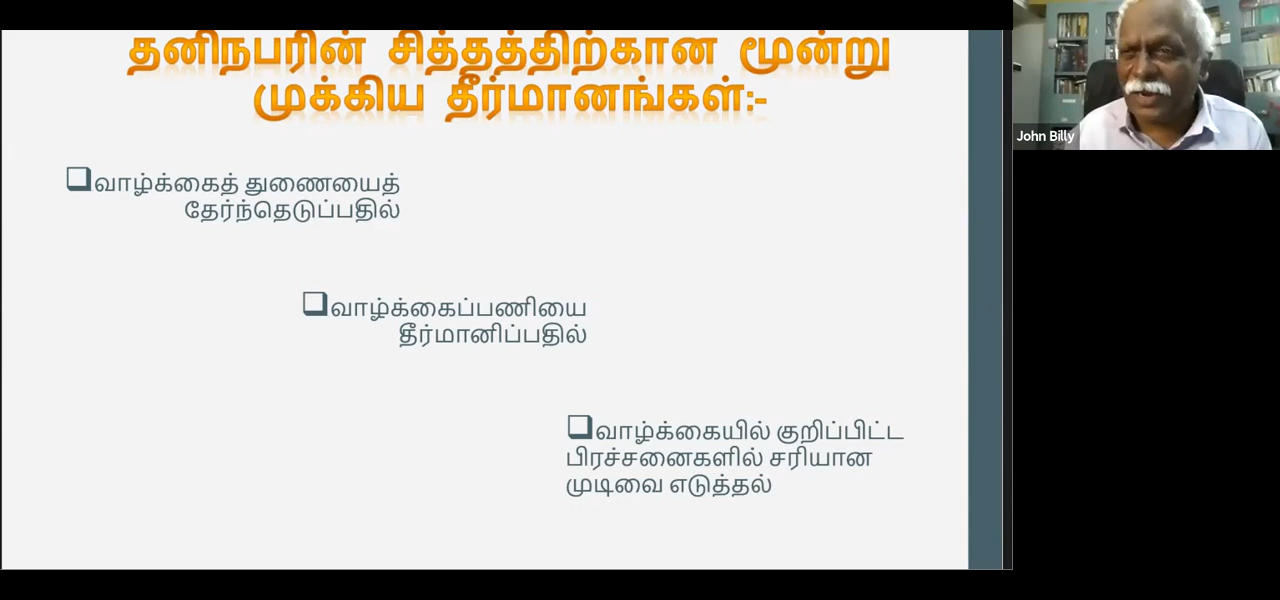 தனிநபரின் சித்தத்திற்கான மூன்று
முக்கிய தீர்மானங்கள்:-
❑வாழ்க்கைத் துணையைத்
தேர்ந்தெடுப்பதில்
❑வாழ்க்கைப்பணியை
தீர்மானிப்பதில்
❑வாழ்க்கையில் குறிப்பிட்ட
பிரச்சனைகளில் சரியான
முடிவை எடுத்தல்
John Billy